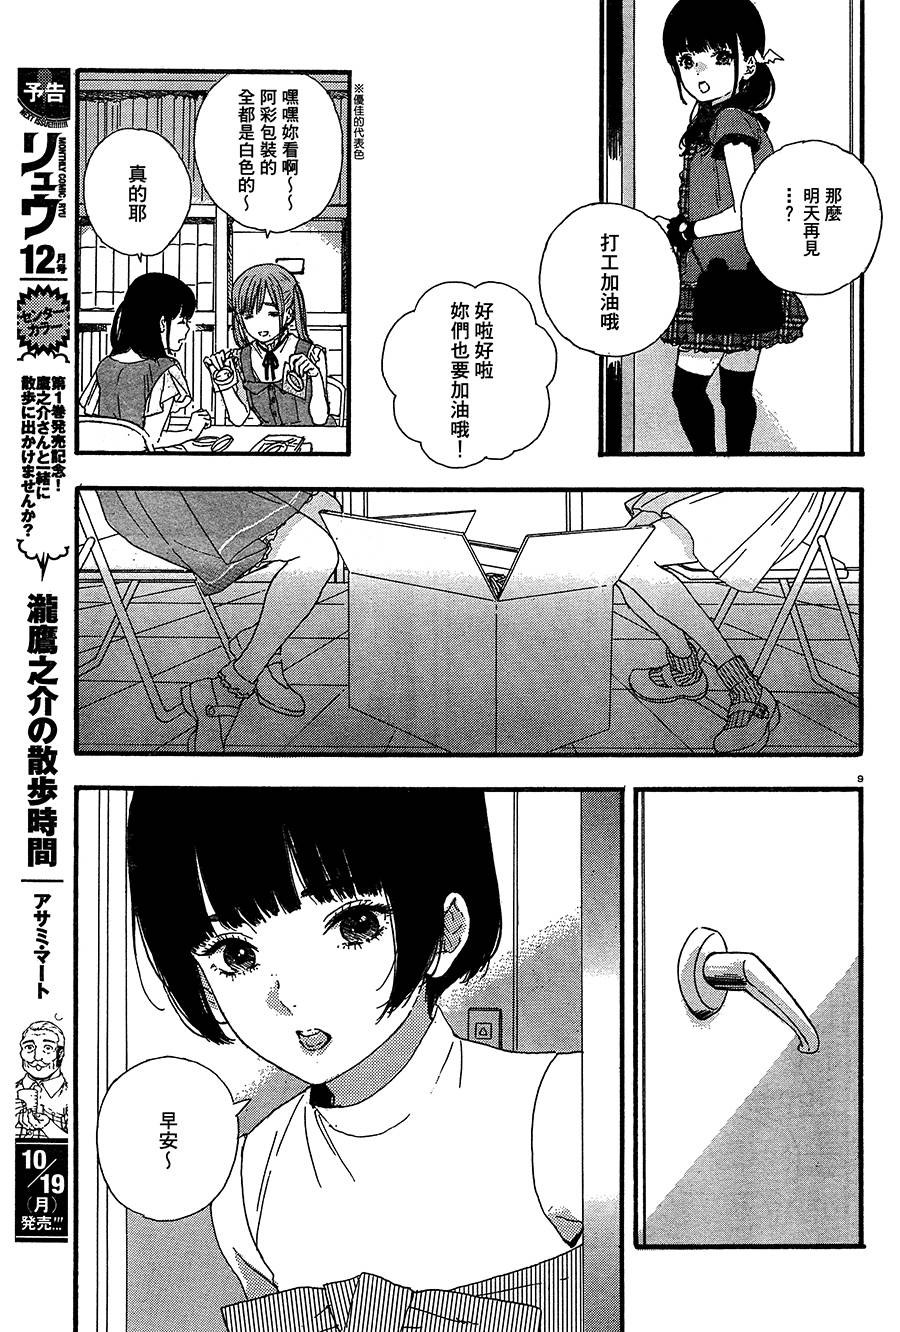 那麼
明天再見
…?
打工加油哦
好啦好啦
妳們也要加油哦！
※優佳的代表色
嘿嘿妳看啊～
阿彩包裝的
全都是白色的～
真的耶
9
早安～
予告
NEXT ISSUE!!!!!!!!
リュウ
MONTHLY COMIC RYU
12月号
センター
カラー
第1巻発売記念！
鷹之介さんと一緒に
散歩に出かけませんか？
瀧鷹之介の散歩時間
アサミ・マート
10/19
（月）
発売!!!